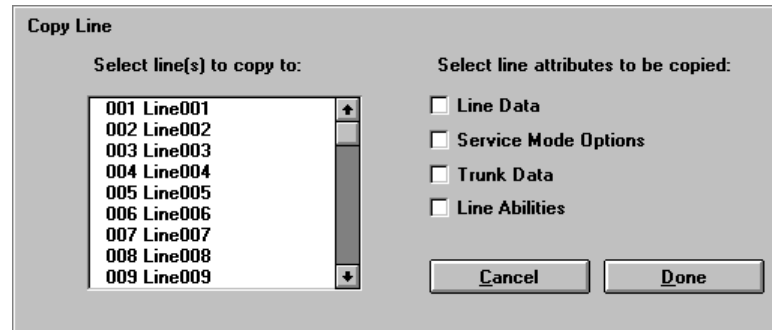 Copy Line
Select line(s) to copy to:
001 Line001
002 Line002
003 Line003
004 Line004
005 Line005
006 Line006
007 Line007
008 Line008
009 Line009
Select line attributes to be copied:
Line Data
Service Mode Options
Trunk Data
Line Abilities
Cancel
Done